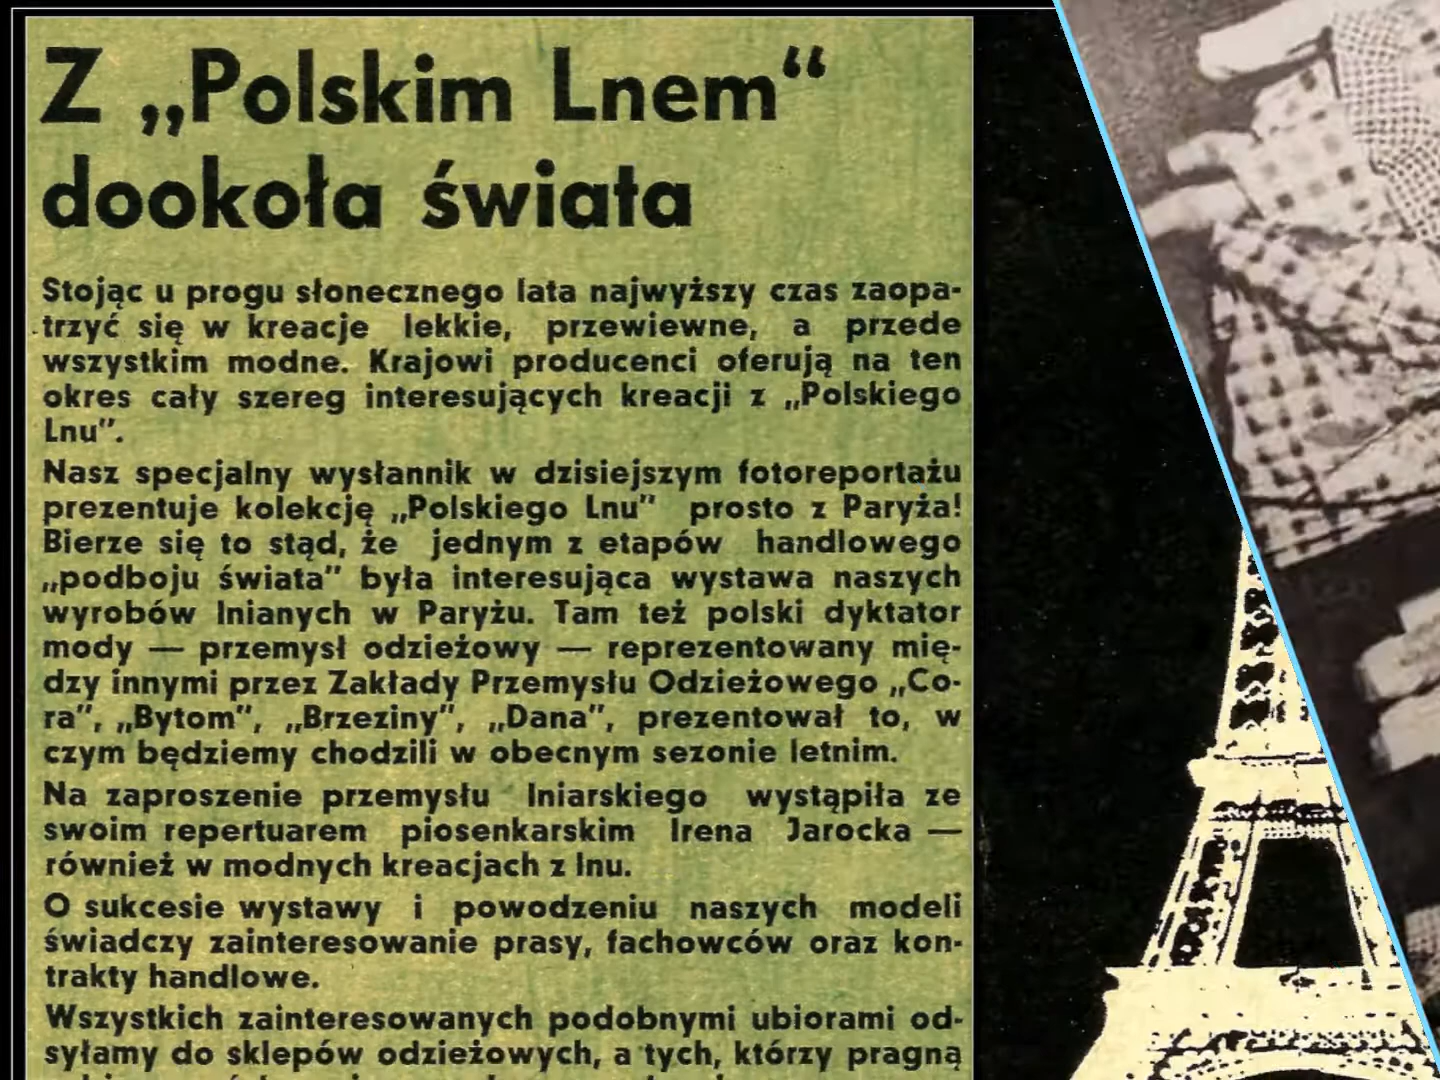 Z „Polskim Lnem“
dookoła świata
Stojąc u progu słonecznego lata najwyższy czas zaopa-
trzyć się w kreacje lekkie, przewiewne, a przede
wszystkim modne. Krajowi producenci oferują na ten
okres cały szereg interesujących kreacji z „Polskiego
Lnu”.
Nasz specjalny wysłannik w dzisiejszym fotoreportażu
prezentuje kolekcję „Polskiego Lnu” prosto z Paryża!
Bierze się to stąd, że jednym z etapów handlowego
„podboju świata” była interesująca wystawa naszych
wyrobów lnianych w Paryżu. Tam też polski dyktator
mody — przemysł odzieżowy — reprezentowany mię-
dzy innymi przez Zakłady Przemysłu Odzieżowego „Co-
ra”, „Bytom”, „Brzeziny”, „Dana”, prezentował to, w
czym będziemy chodzili w obecnym sezonie letnim.
Na zaproszenie przemysłu lniarskiego wystąpiła ze
swoim repertuarem piosenkarskim Irena Jarocka —
również w modnych kreacjach z lnu.
O sukcesie wystawy i powodzeniu naszych modeli
świadczy zainteresowanie prasy, fachowców oraz kon-
trakty handlowe.
Wszystkich zainteresowanych podobnymi ubiorami od-
syłamy do sklepów odzieżowych, a tych, którzy pragną